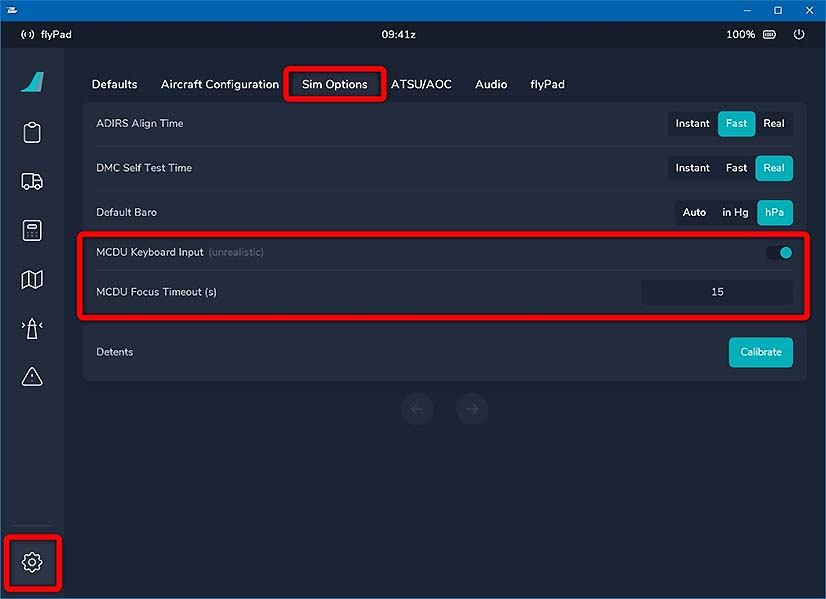 flyPad 09:41z 100%
Defaults Aircraft Configuration Sim Options ATSU/AOC Audio flyPad
ADIRS Align Time Instant Fast Real
DMC Self Test Time Instant Fast Real
Default Baro Auto in Hg hPa
MCDU Keyboard Input (unrealistic)
MCDU Focus Timeout (s) 15
Detents Calibrate